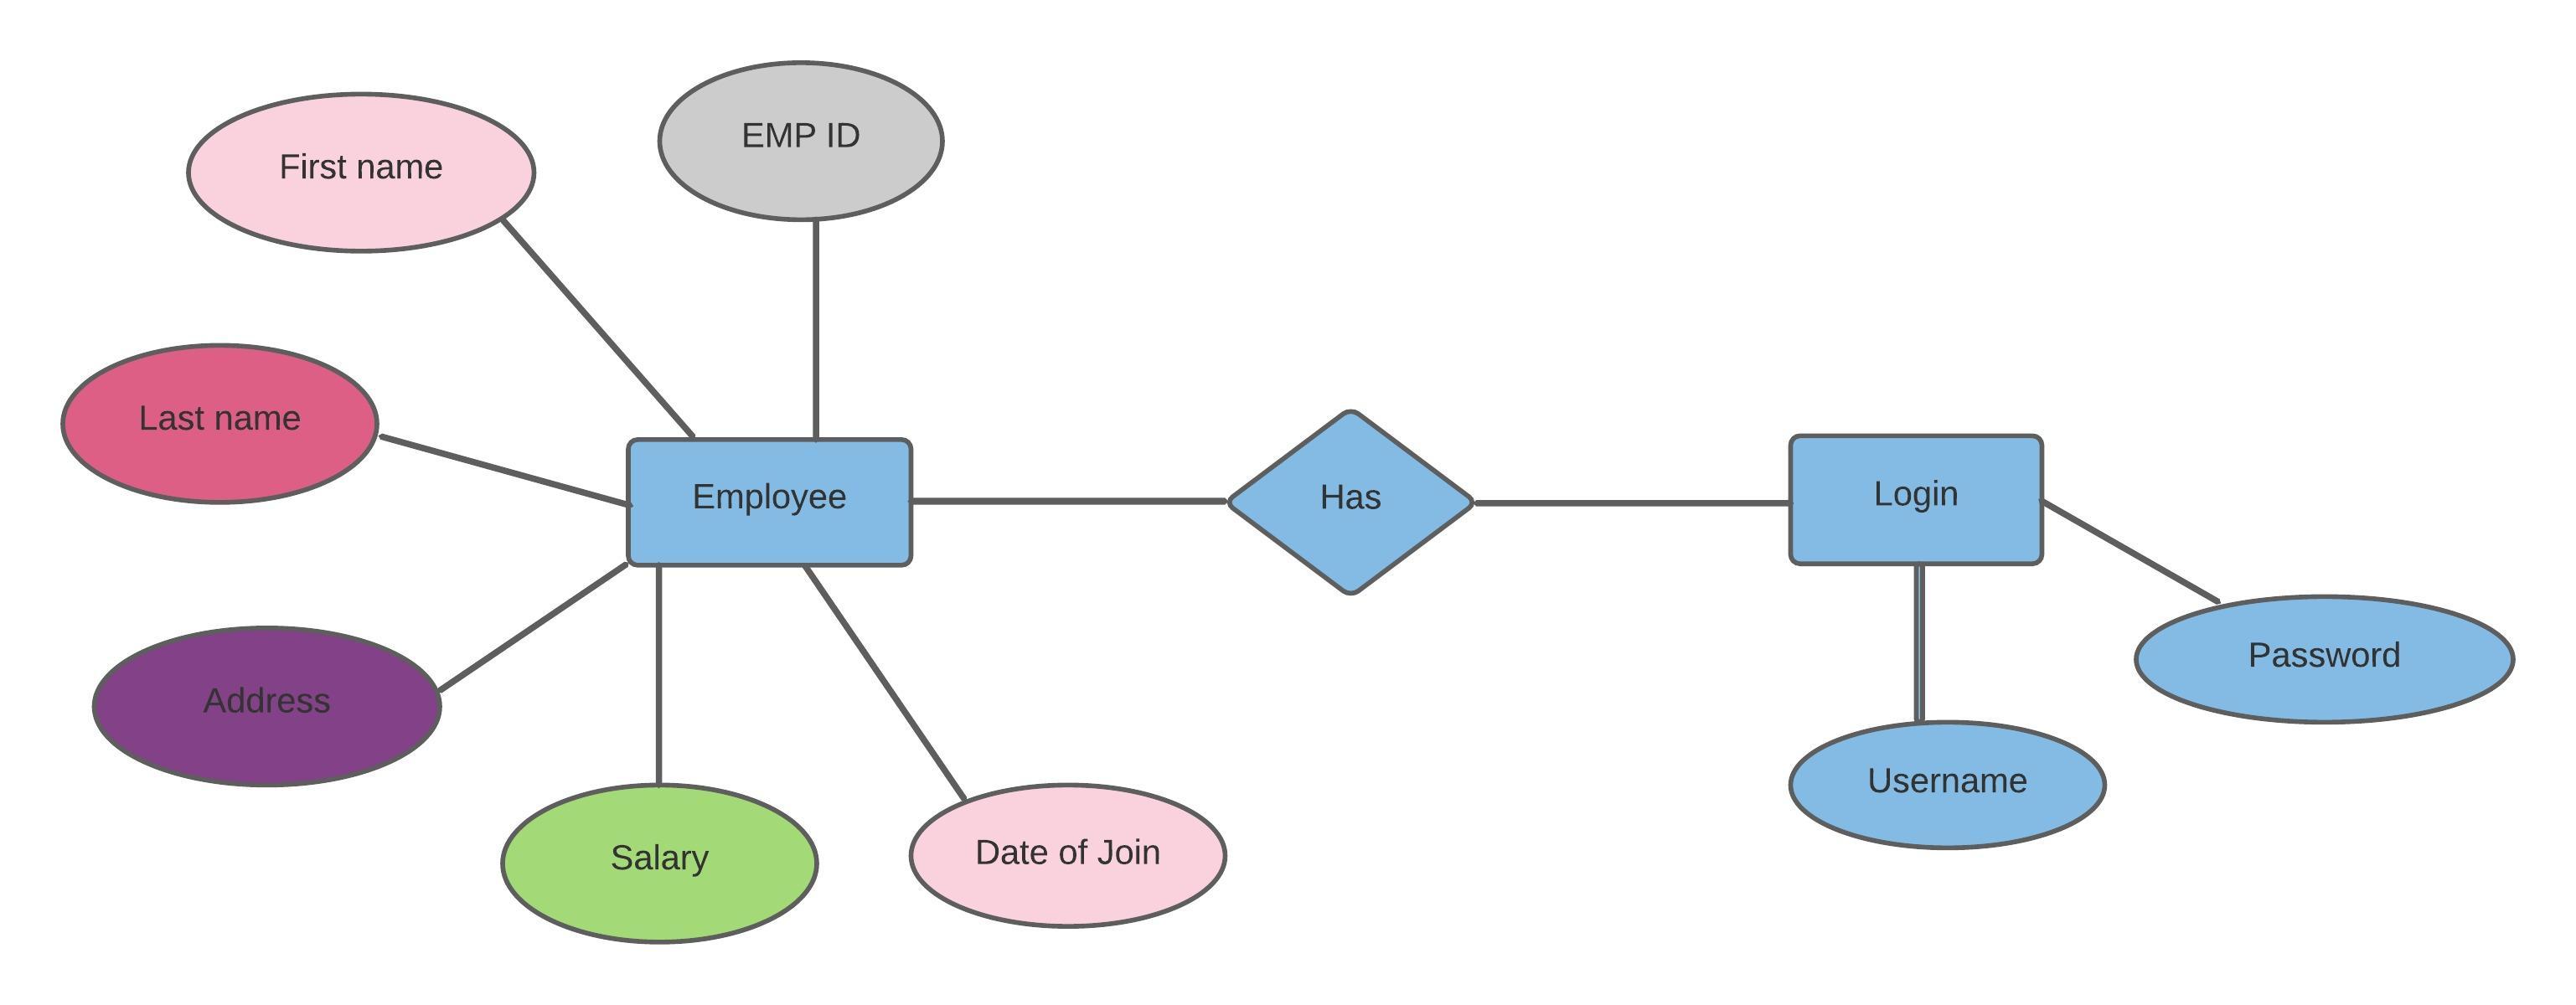 EMP ID
First name
Last name
Employee
Has
Login
Address
Salary
Date of Join
Username
Password